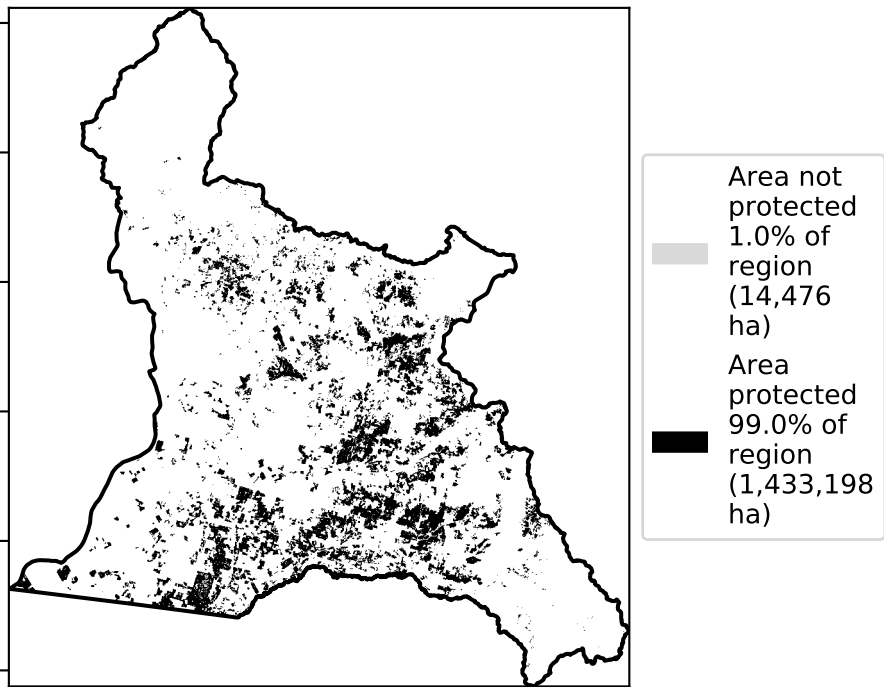 Area not
protected
1.0% of
region
(14,476
ha)
Area
protected
99.0% of
region
(1,433,198
ha)